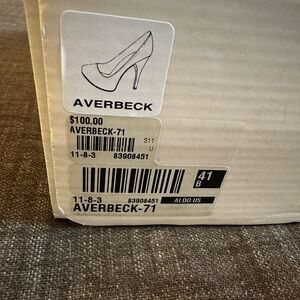 AVERBECK
$100.00
AVERBECK-71
S11
U
11-8-3 83908451
41
B
11-8-3 83908451 ALDO US
AVERBECK-71